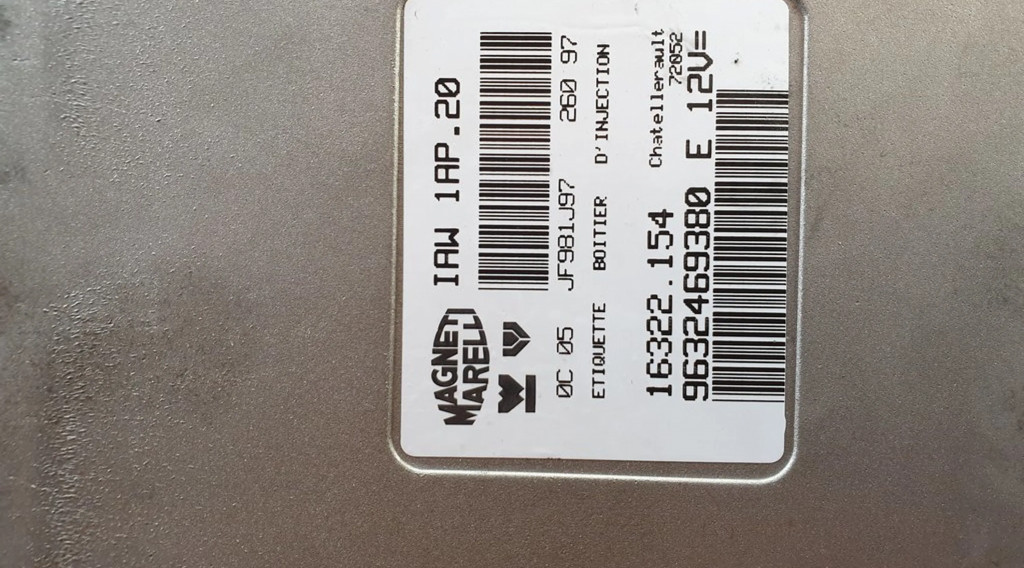 MAGNETI
MARELLI
IAW 1AP.20
0C 05 JF981J97 260 97
ETIQUETTE BOITIER D'INJECTION
16322.154 Chatellerault
72052
9632469380 E 12V=